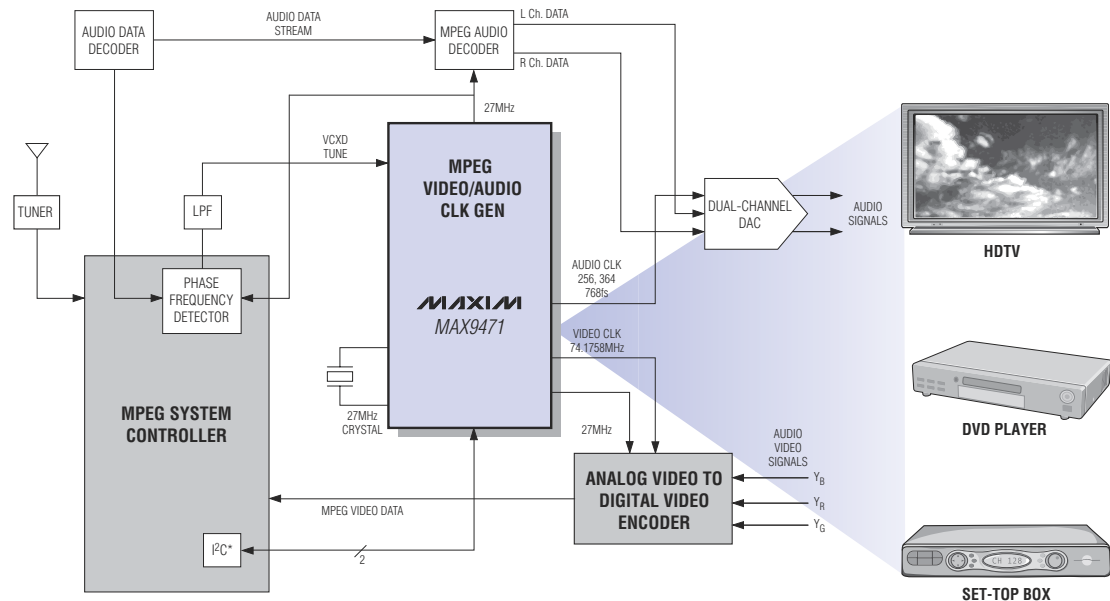 AUDIO DATA
DECODER
AUDIO DATA
STREAM
MPEG AUDIO
DECODER
L Ch. DATA
R Ch. DATA
27MHz
VCXD
TUNE
TUNER
LPF
PHASE
FREQUENCY
DETECTOR
MPEG SYSTEM
CONTROLLER
I²C*
MPEG
VIDEO/AUDIO
CLK GEN
MAXIM
MAX9471
27MHz
CRYSTAL
AUDIO CLK
256, 364
768fs
VIDEO CLK
74.1758MHz
27MHz
DUAL-CHANNEL
DAC
AUDIO
SIGNALS
ANALOG VIDEO TO
DIGITAL VIDEO
ENCODER
AUDIO
VIDEO
SIGNALS
YB
YR
YG
MPEG VIDEO DATA
2
HDTV
DVD PLAYER
CH 128
SET-TOP BOX